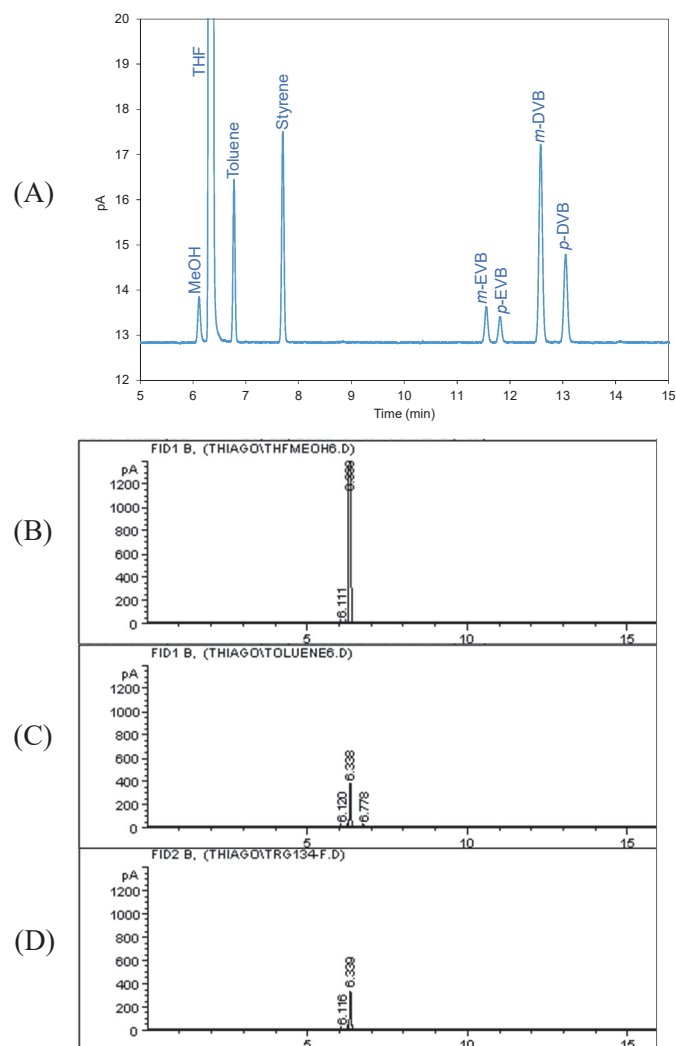 (A)
20
19
18
17
16
15
14
13
12
pA
MeOH
THF
Toluene
Styrene
m-EVB
p-EVB
m-DVB
p-DVB
5 6 7 8 9 10 11 12 13 14 15
Time (min)
(B)
FID1 B, (THIAGO\THFMEOH6.D)
pA
1200
1000
800
600
400
200
0
6.111
5 10 15
(C)
FID1 B, (THIAGO\TOLUENE6.D)
pA
1200
1000
800
600
400
200
0
6.120
6.338
6.778
5 10 15
(D)
FID2 B, (THIAGO\TRG134-F.D)
pA
1200
1000
800
600
400
200
0
6.116
6.339
5 10 15